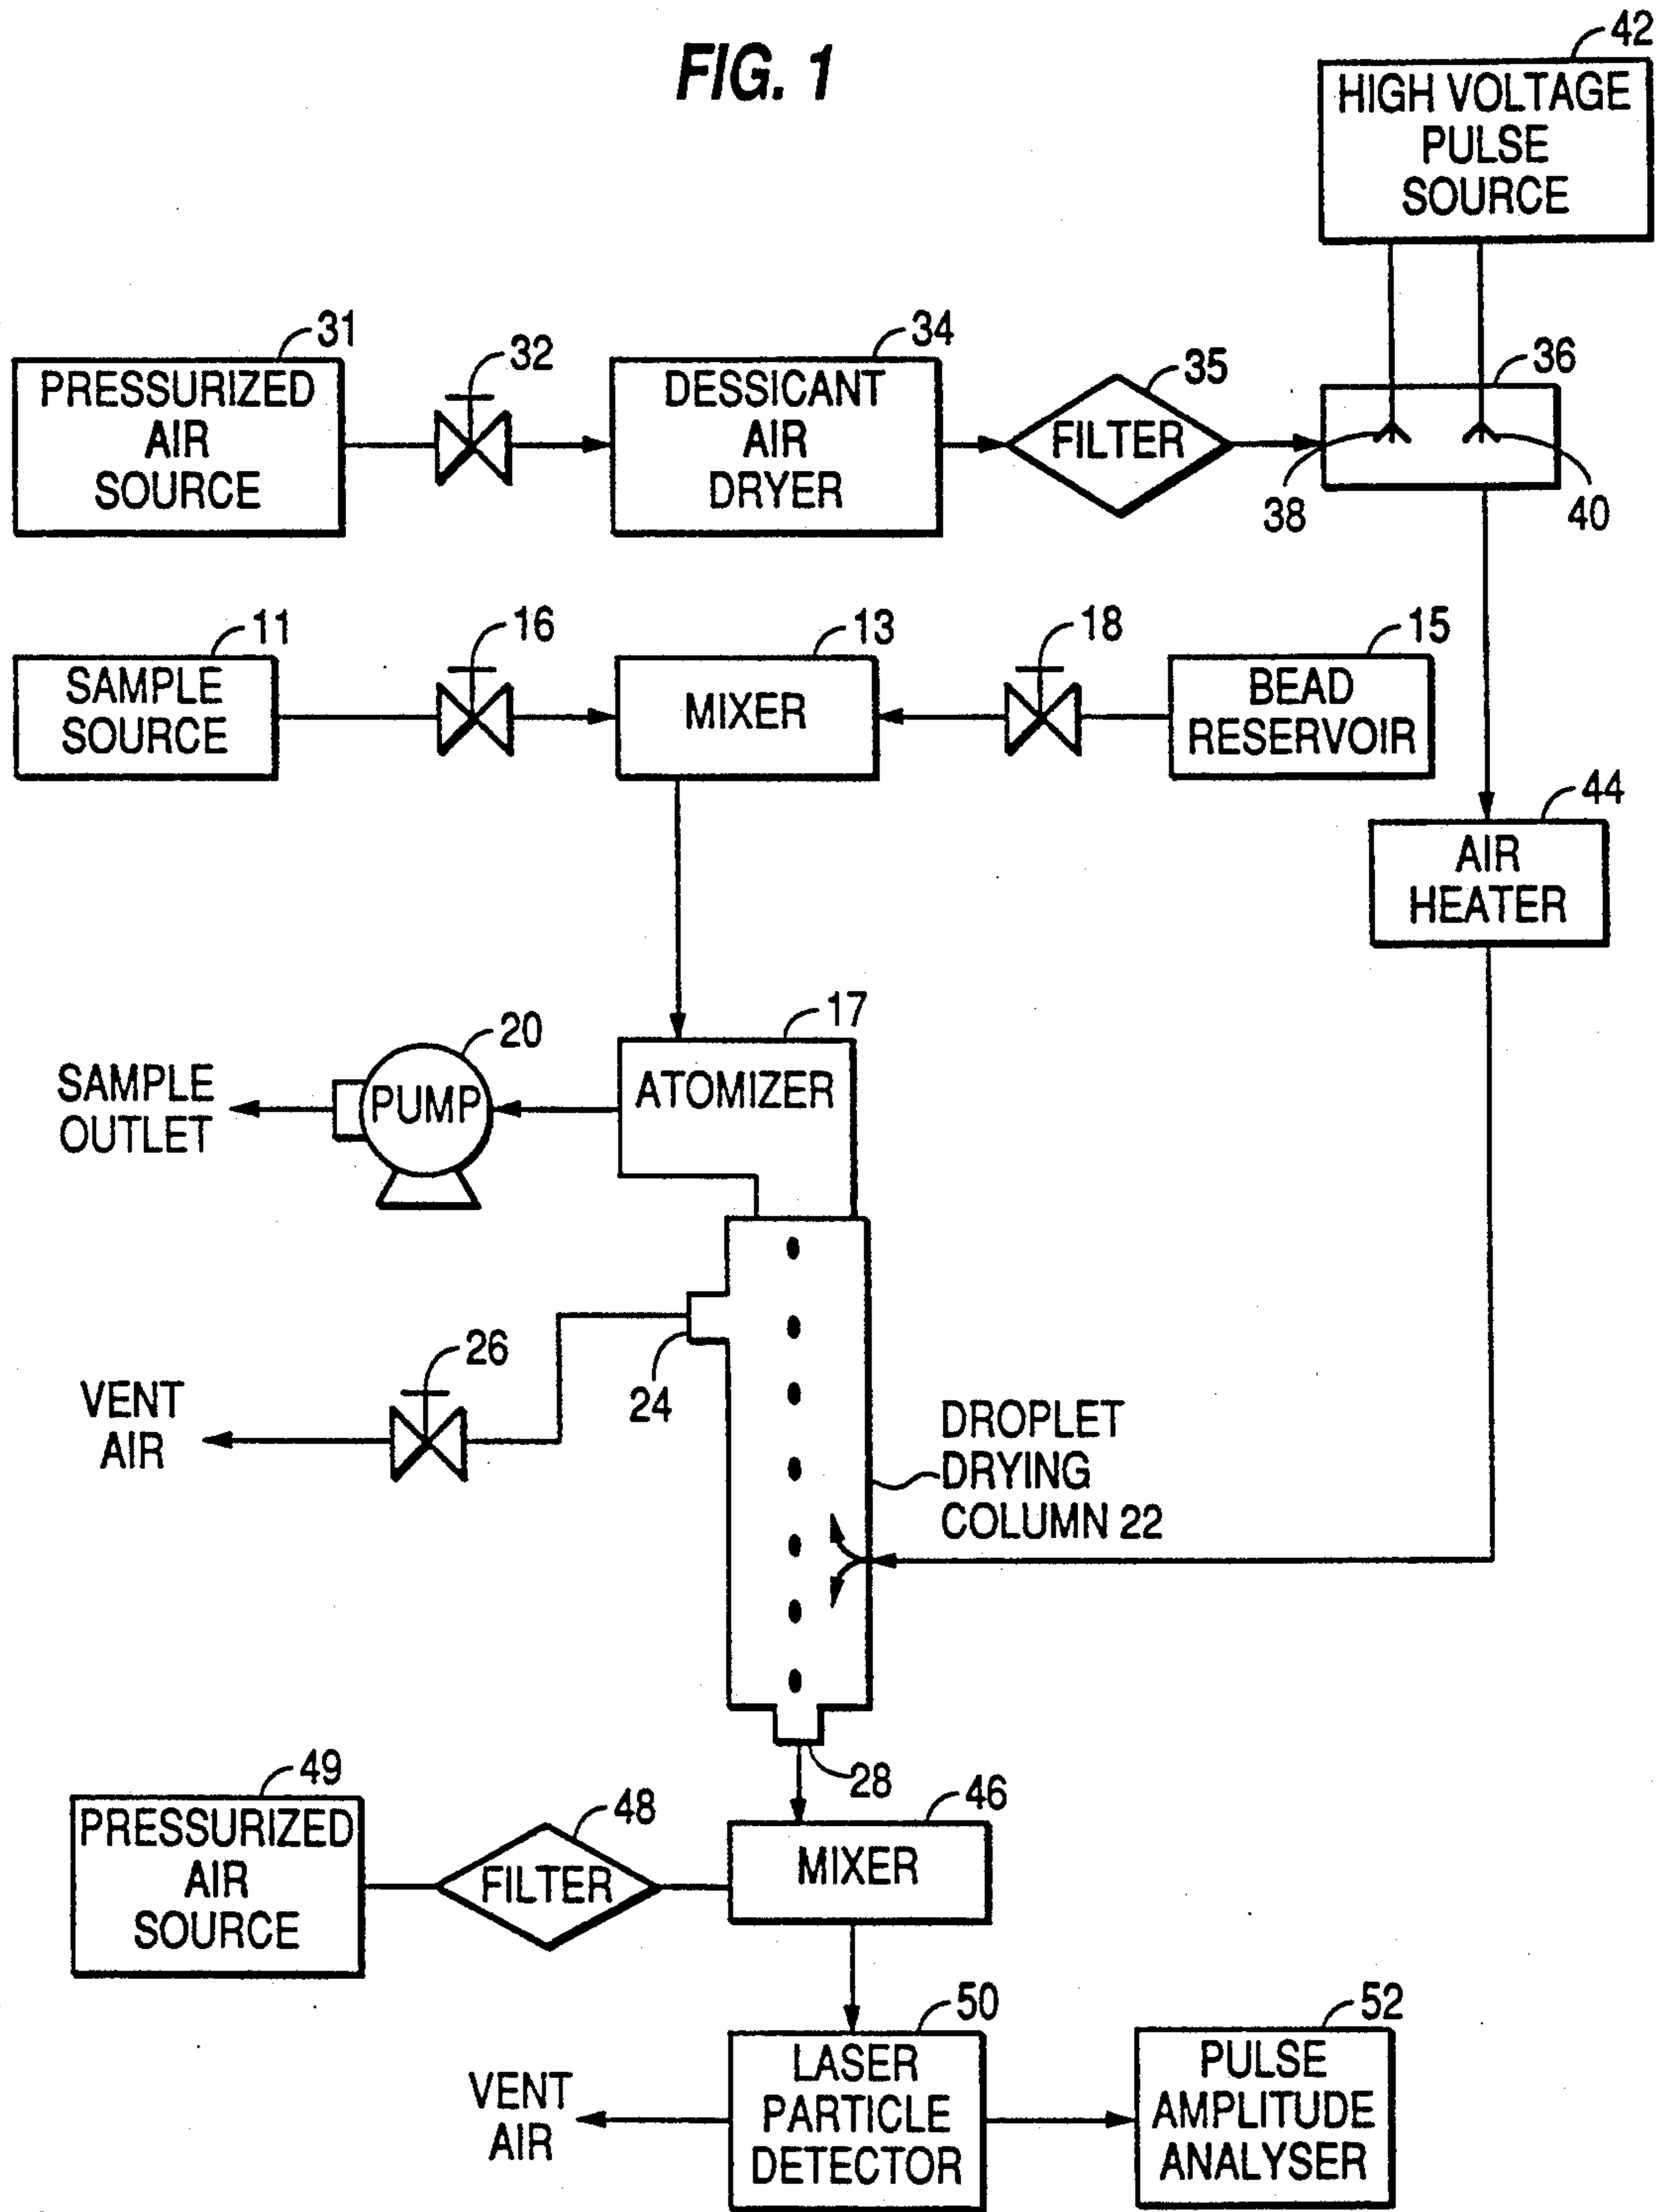 FIG. 1
42
HIGH VOLTAGE
PULSE
SOURCE
31
PRESSURIZED
AIR
SOURCE
32
34
DESSICANT
AIR
DRYER
35
FILTER
36
38
40
11
SAMPLE
SOURCE
16
13
MIXER
18
15
BEAD
RESERVOIR
44
AIR
HEATER
17
ATOMIZER
20
PUMP
SAMPLE
OUTLET
24
26
VENT
AIR
DROPLET
DRYING
COLUMN 22
28
49
PRESSURIZED
AIR
SOURCE
48
FILTER
46
MIXER
50
LASER
PARTICLE
DETECTOR
VENT
AIR
52
PULSE
AMPLITUDE
ANALYSER